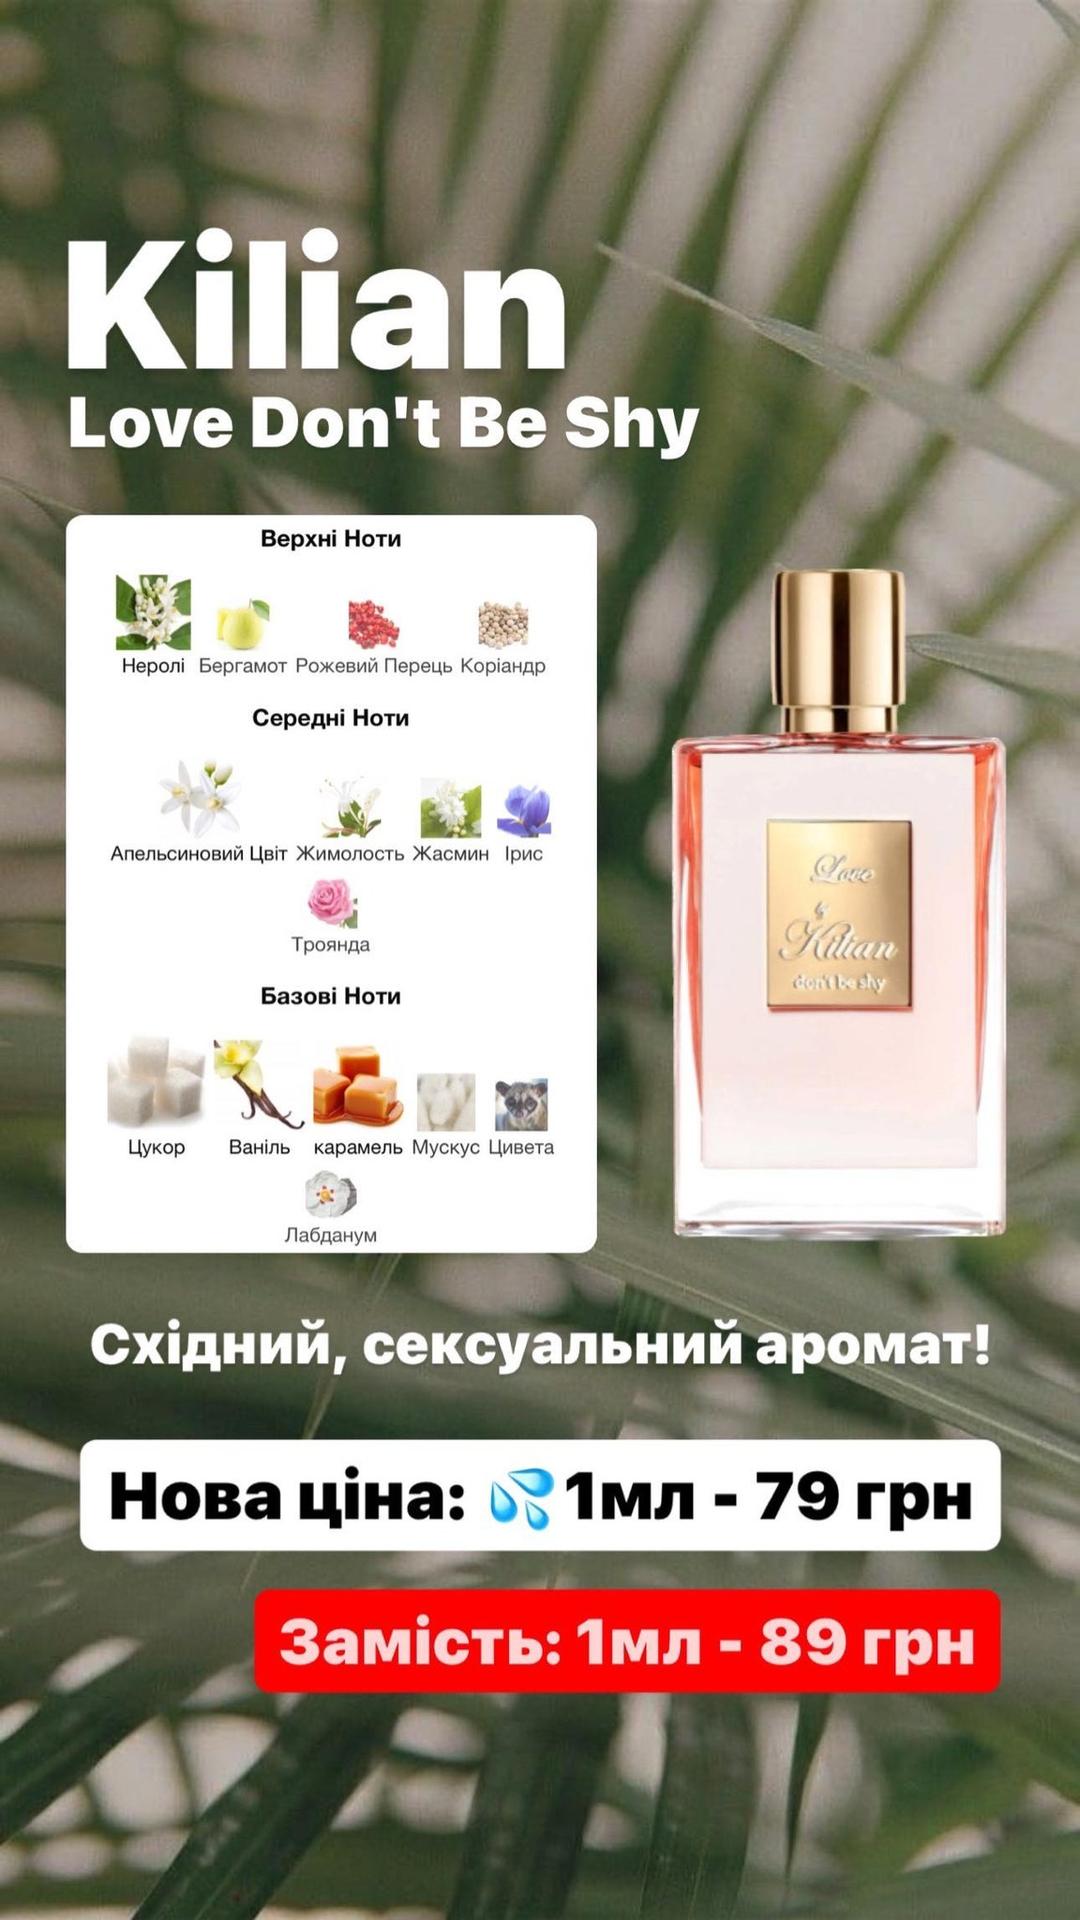 Kilian
Love Don't Be Shy
Верхні Ноти
Неролі Бергамот Рожевий Перець Коріандр
Середні Ноти
Апельсиновий Цвіт Жимолость Жасмин Ірис
Троянда
Базові Ноти
Цукор Ваніль карамель Мускус Цивета
Лабданум
Love
by
Kilian
don't be shy
Східний, сексуальний аромат!
Нова ціна: 💦1мл - 79 грн
Замість: 1мл - 89 грн